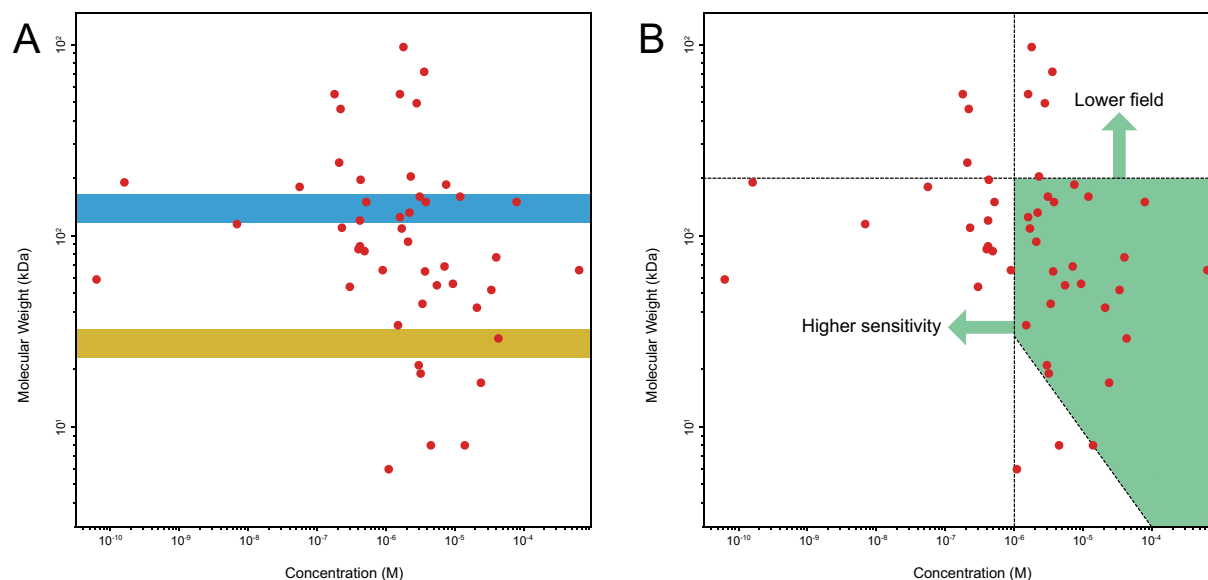 A
Molecular Weight (kDa)
10²
10²
10¹
10⁻¹⁰
10⁻⁹
10⁻⁸
10⁻⁷
10⁻⁶
10⁻⁵
10⁻⁴
Concentration (M)
B
Molecular Weight (kDa)
10²
10²
10¹
Lower field
Higher sensitivity
10⁻¹⁰
10⁻⁹
10⁻⁸
10⁻⁷
10⁻⁶
10⁻⁵
10⁻⁴
Concentration (M)